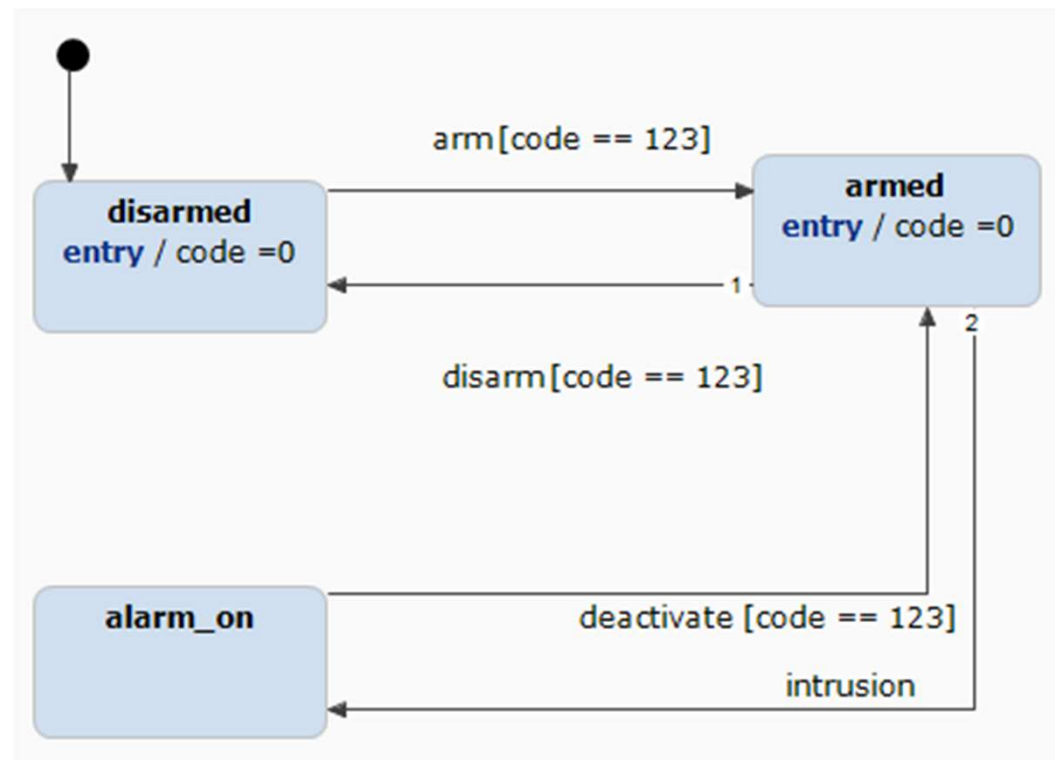 arm[code == 123]
disarmed
entry / code =0
armed
entry / code =0
1
2
disarm[code == 123]
alarm_on
deactivate [code == 123]
intrusion